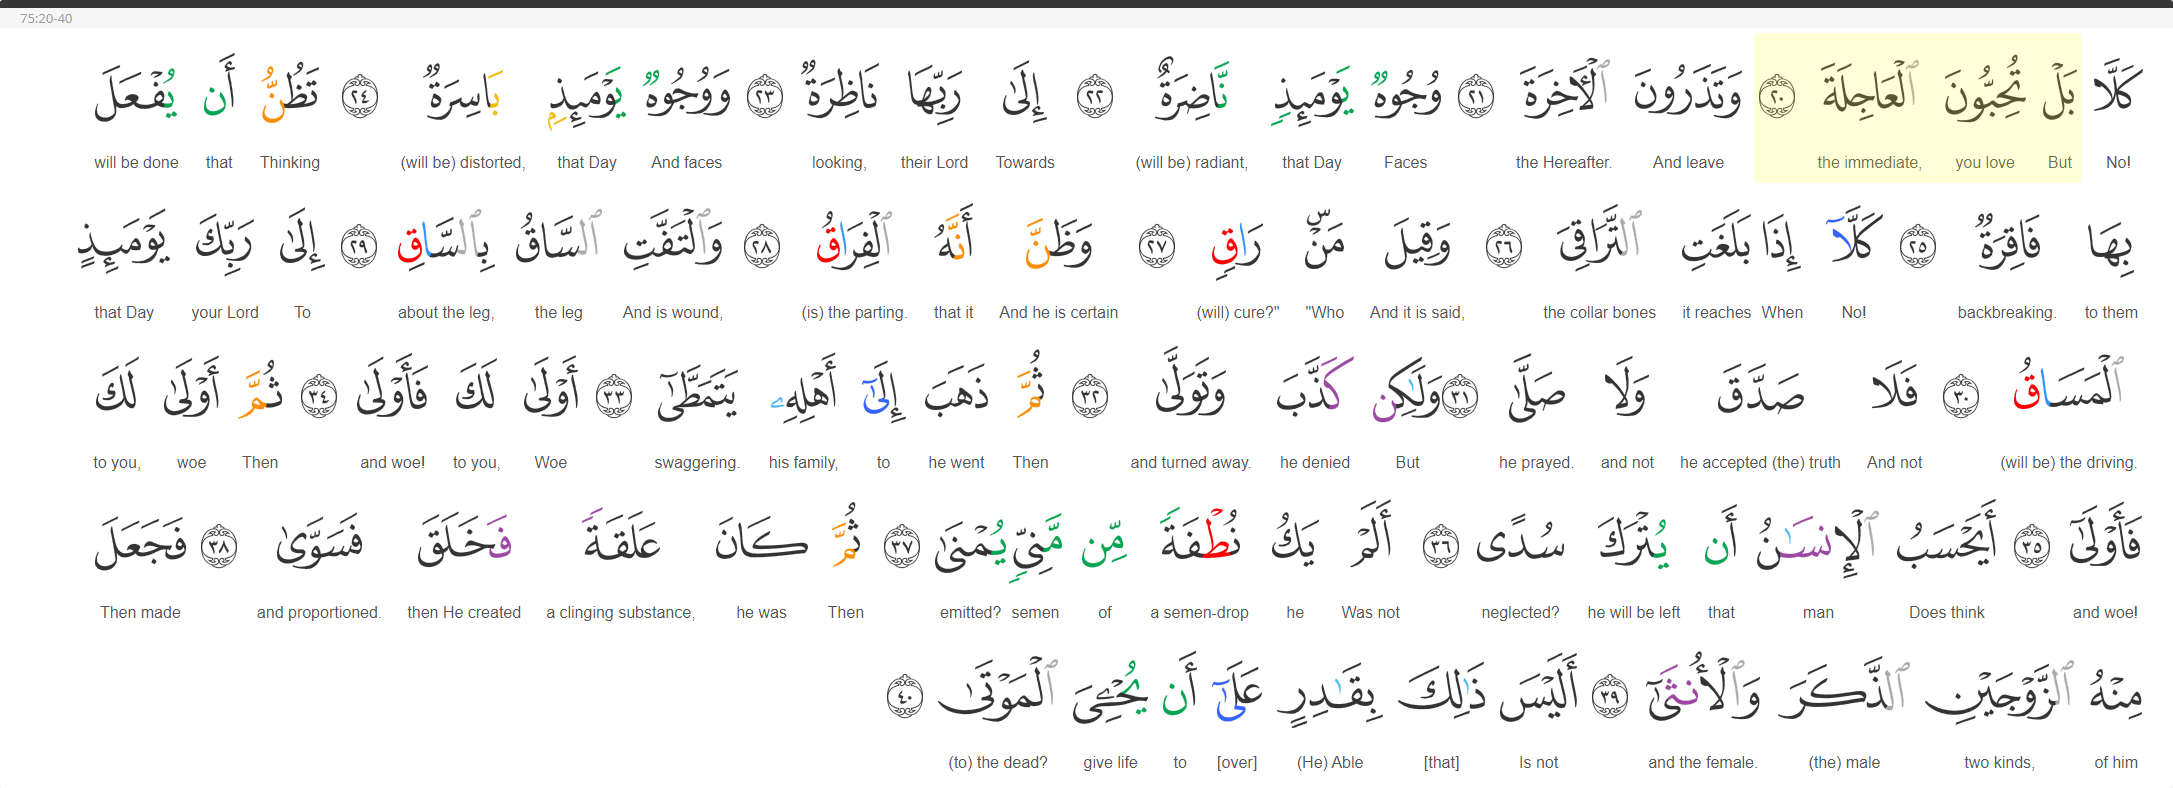 75:20-40
كَلَّا بَلْ تُحِبُّونَ ٱلْعَاجِلَةَ ٢٠ وَتَذَرُونَ ٱلْـَٔاخِرَةَ ٢١ وُجُوهٌ يَوْمَئِذٍ نَّاضِرَةٌ ٢٢ إِلَىٰ رَبِّهَا نَاظِرَةٌ ٢٣ وَوُجُوهٌ يَوْمَئِذٍۭ بَاسِرَةٌ ٢٤ تَظُنُّ أَن يُفْعَلَ
No! But you love the immediate, And leave the Hereafter. Faces that Day (will be) radiant, Towards their Lord looking, And faces that Day (will be) distorted, Thinking that will be done
بِهَا فَاقِرَةٌ ٢٥ كَلَّآ إِذَا بَلَغَتِ ٱلتَّرَاقِىَ ٢٦ وَقِيلَ مَنْ ۜ رَاقٍ ٢٧ وَظَنَّ أَنَّهُ ٱلْفِرَاقُ ٢٨ وَٱلْتَفَّتِ ٱلسَّاقُ بِٱلسَّاقِ ٢٩ إِلَىٰ رَبِّكَ يَوْمَئِذٍ
to them backbreaking. No! When it reaches the collar bones And it is said, "Who (will) cure?" And he is certain that it (is) the parting. And is wound, the leg about the leg, To your Lord that Day
ٱلْمَسَاقُ ٣٠ فَلَا صَدَّقَ وَلَا صَلَّىٰ ٣١ وَلَـٰكِن كَذَّبَ وَتَوَلَّىٰ ٣٢ ثُمَّ ذَهَبَ إِلَىٰٓ أَهْلِهِۦ يَتَمَطَّىٰٓ ٣٣ أَوْلَىٰ لَكَ فَأَوْلَىٰ ٣٤ ثُمَّ أَوْلَىٰ لَكَ
(will be) the driving. And not he accepted (the) truth and not he prayed. But he denied and turned away. Then he went to his family, swaggering. Woe to you, and woe! Then woe to you,
فَأَوْلَىٰٓ ٣٥ أَيَحْسَبُ ٱلْإِنسَـٰنُ أَن يُتْرَكَ سُدًى ٣٦ أَلَمْ يَكُ نُطْفَةً مِّن مَّنِىٍّ يُمْنَىٰ ٣٧ ثُمَّ كَانَ عَلَقَةً فَخَلَقَ فَسَوَّىٰ ٣٨ فَجَعَلَ
and woe! Does think man that he will be left neglected? Was not he a semen-drop of semen emitted? Then he was a clinging substance, then He created and proportioned. Then made
مِنْهُ ٱلزَّوْجَيْنِ ٱلذَّكَرَ وَٱلْأُنثَىٰٓ ٣٩ أَلَيْسَ ذَٰلِكَ بِقَـٰدِرٍ عَلَىٰٓ أَن يُحْـِۧىَ ٱلْمَوْتَىٰ ٤٠
of him two kinds, (the) male and the female. Is not [that] (He) Able [over] to give life (to) the dead?